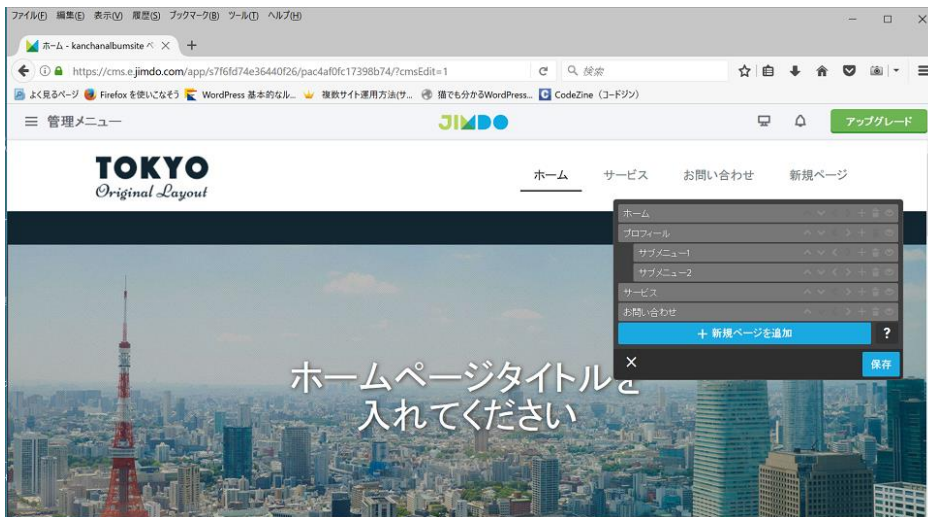 ファイル(F) 編集(E) 表示(V) 履歴(S) ブックマーク(B) ツール(T) ヘルプ(H)
ホーム - kanchanalbumsite ペ
https://cms.e.jimdo.com/app/s7f6fd74e36440f26/pac4af0fc17398b74/?cmsEdit=1
検索
よく見るページ Firefox を使いこなそう WordPress 基本的なル... 複数サイト運用方法(サ... 猫でも分かるWordPress... CodeZine（コードジン）
管理メニュー
JIMDO
アップグレード
TOKYO
Original Layout
ホーム サービス お問い合わせ 新規ページ
ホーム
プロフィール
サブメニュー1
サブメニュー2
サービス
お問い合わせ
＋ 新規ページを追加 ?
保存
ホームページタイトルを
入れてください